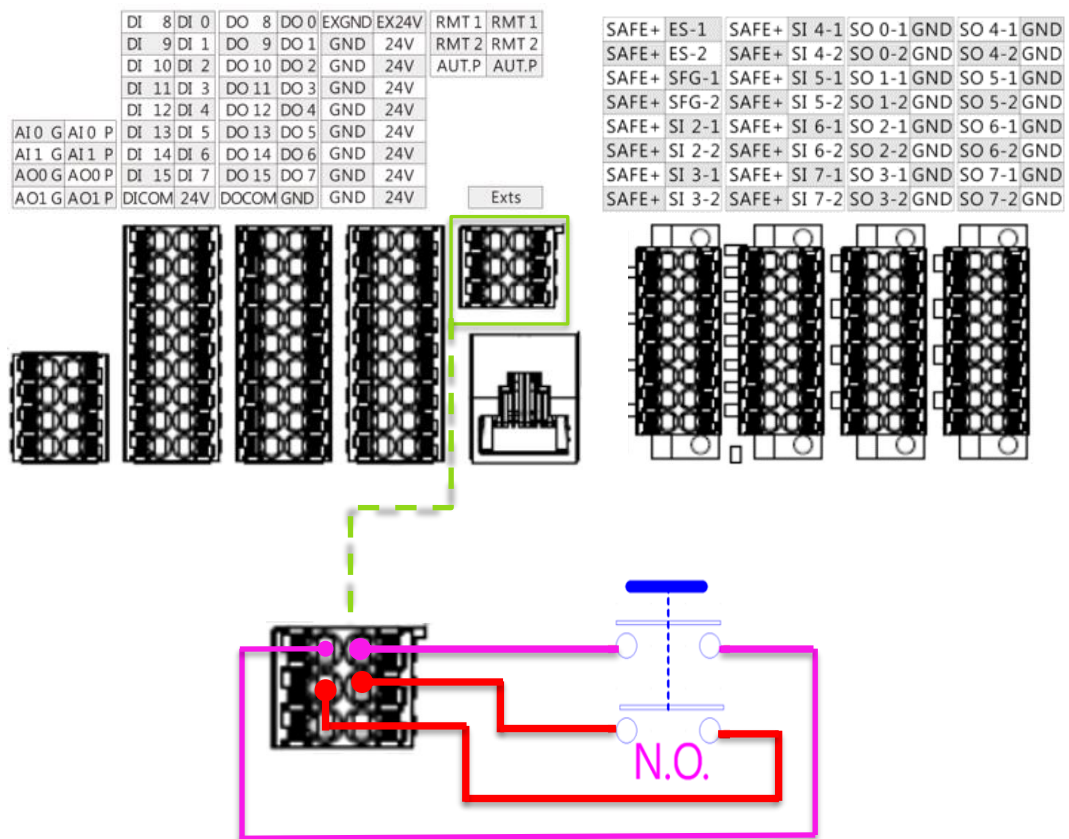 DI 8 DI 0 DO 8 DO 0 EXGND EX24V RMT 1 RMT 1
DI 9 DI 1 DO 9 DO 1 GND 24V RMT 2 RMT 2
DI 10 DI 2 DO 10 DO 2 GND 24V AUT.P AUT.P
DI 11 DI 3 DO 11 DO 3 GND 24V
DI 12 DI 4 DO 12 DO 4 GND 24V
AI 0 G AI 0 P DI 13 DI 5 DO 13 DO 5 GND 24V
AI 1 G AI 1 P DI 14 DI 6 DO 14 DO 6 GND 24V
AO0 G AO0 P DI 15 DI 7 DO 15 DO 7 GND 24V
AO1 G AO1 P DICOM 24V DOCOM GND GND 24V
Exts
SAFE+ ES-1 SAFE+ SI 4-1 SO 0-1 GND SO 4-1 GND
SAFE+ ES-2 SAFE+ SI 4-2 SO 0-2 GND SO 4-2 GND
SAFE+ SFG-1 SAFE+ SI 5-1 SO 1-1 GND SO 5-1 GND
SAFE+ SFG-2 SAFE+ SI 5-2 SO 1-2 GND SO 5-2 GND
SAFE+ SI 2-1 SAFE+ SI 6-1 SO 2-1 GND SO 6-1 GND
SAFE+ SI 2-2 SAFE+ SI 6-2 SO 2-2 GND SO 6-2 GND
SAFE+ SI 3-1 SAFE+ SI 7-1 SO 3-1 GND SO 7-1 GND
SAFE+ SI 3-2 SAFE+ SI 7-2 SO 3-2 GND SO 7-2 GND
N.O.